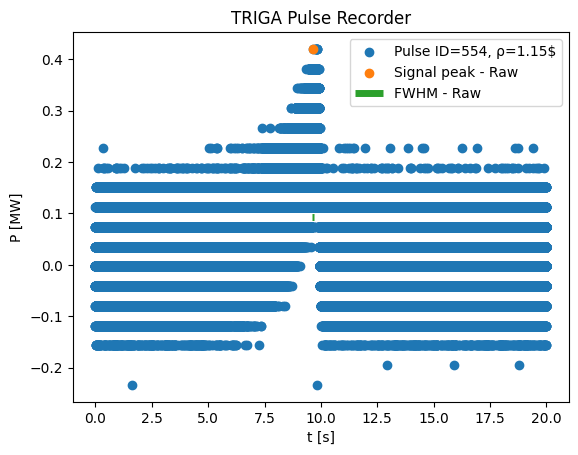 TRIGA Pulse Recorder
Pulse ID=554, ρ=1.15$
Signal peak - Raw
FWHM - Raw
P [MW]
0.4
0.3
0.2
0.1
0.0
−0.1
−0.2
0.0 2.5 5.0 7.5 10.0 12.5 15.0 17.5 20.0
t [s]